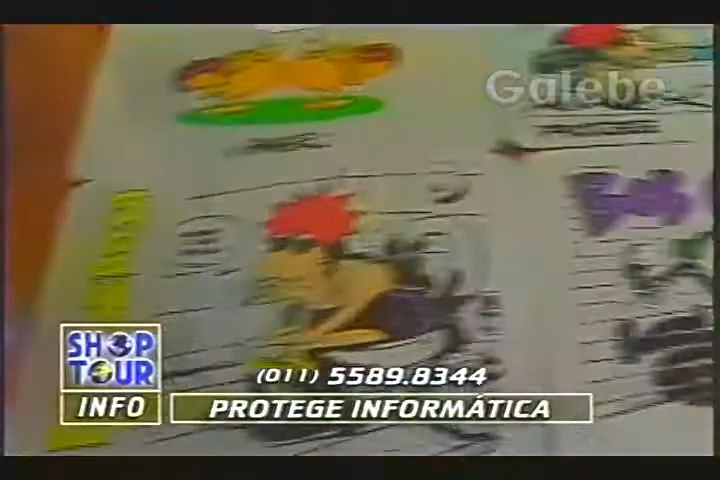 Galebe
SHOP
TOUR
INFO
(011) 5589.8344
PROTEGE INFORMÁTICA